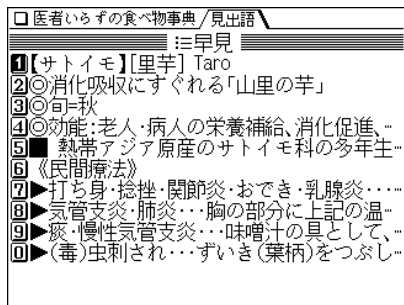 □ 医者いらずの食べ物事典/見出語
≔早見
1【サトイモ】[里芋] Taro
2◎消化吸収にすぐれる「山里の芋」
3◎旬=秋
4◎効能:老人・病人の栄養補給、消化促進、…
5■ 熱帯アジア原産のサトイモ科の多年生…
6《民間療法》
7▶打ち身・捻挫・関節炎・おでき・乳腺炎・・・…
8▶気管支炎・肺炎・・・胸の部分に上記の温…
9▶痰・慢性気管支炎・・・味噌汁の具として、…
0▶(毒)虫刺され・・・ずいき(葉柄)をつぶし…